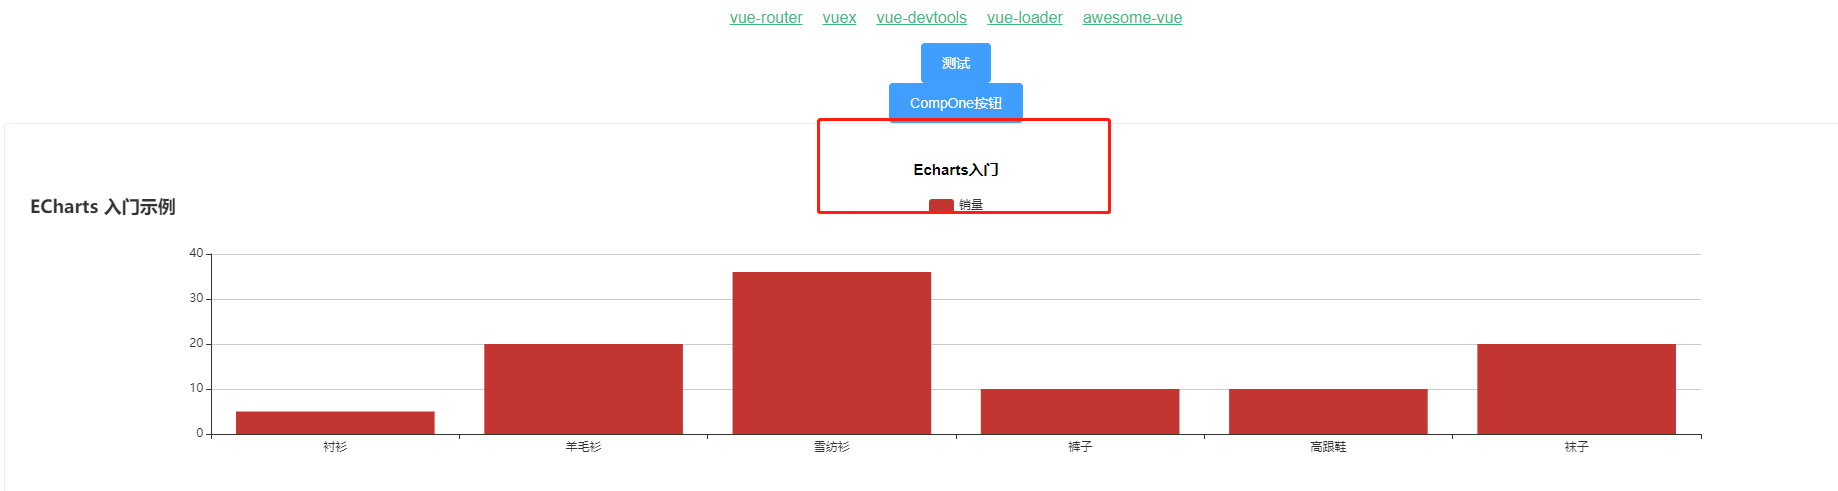 vue-router vuex vue-devtools vue-loader awesome-vue
测试
CompOne按钮
Echarts入门
ECharts 入门示例
销量
40
30
20
10
0
衬衫 羊毛衫 雪纺衫 裤子 高跟鞋 袜子